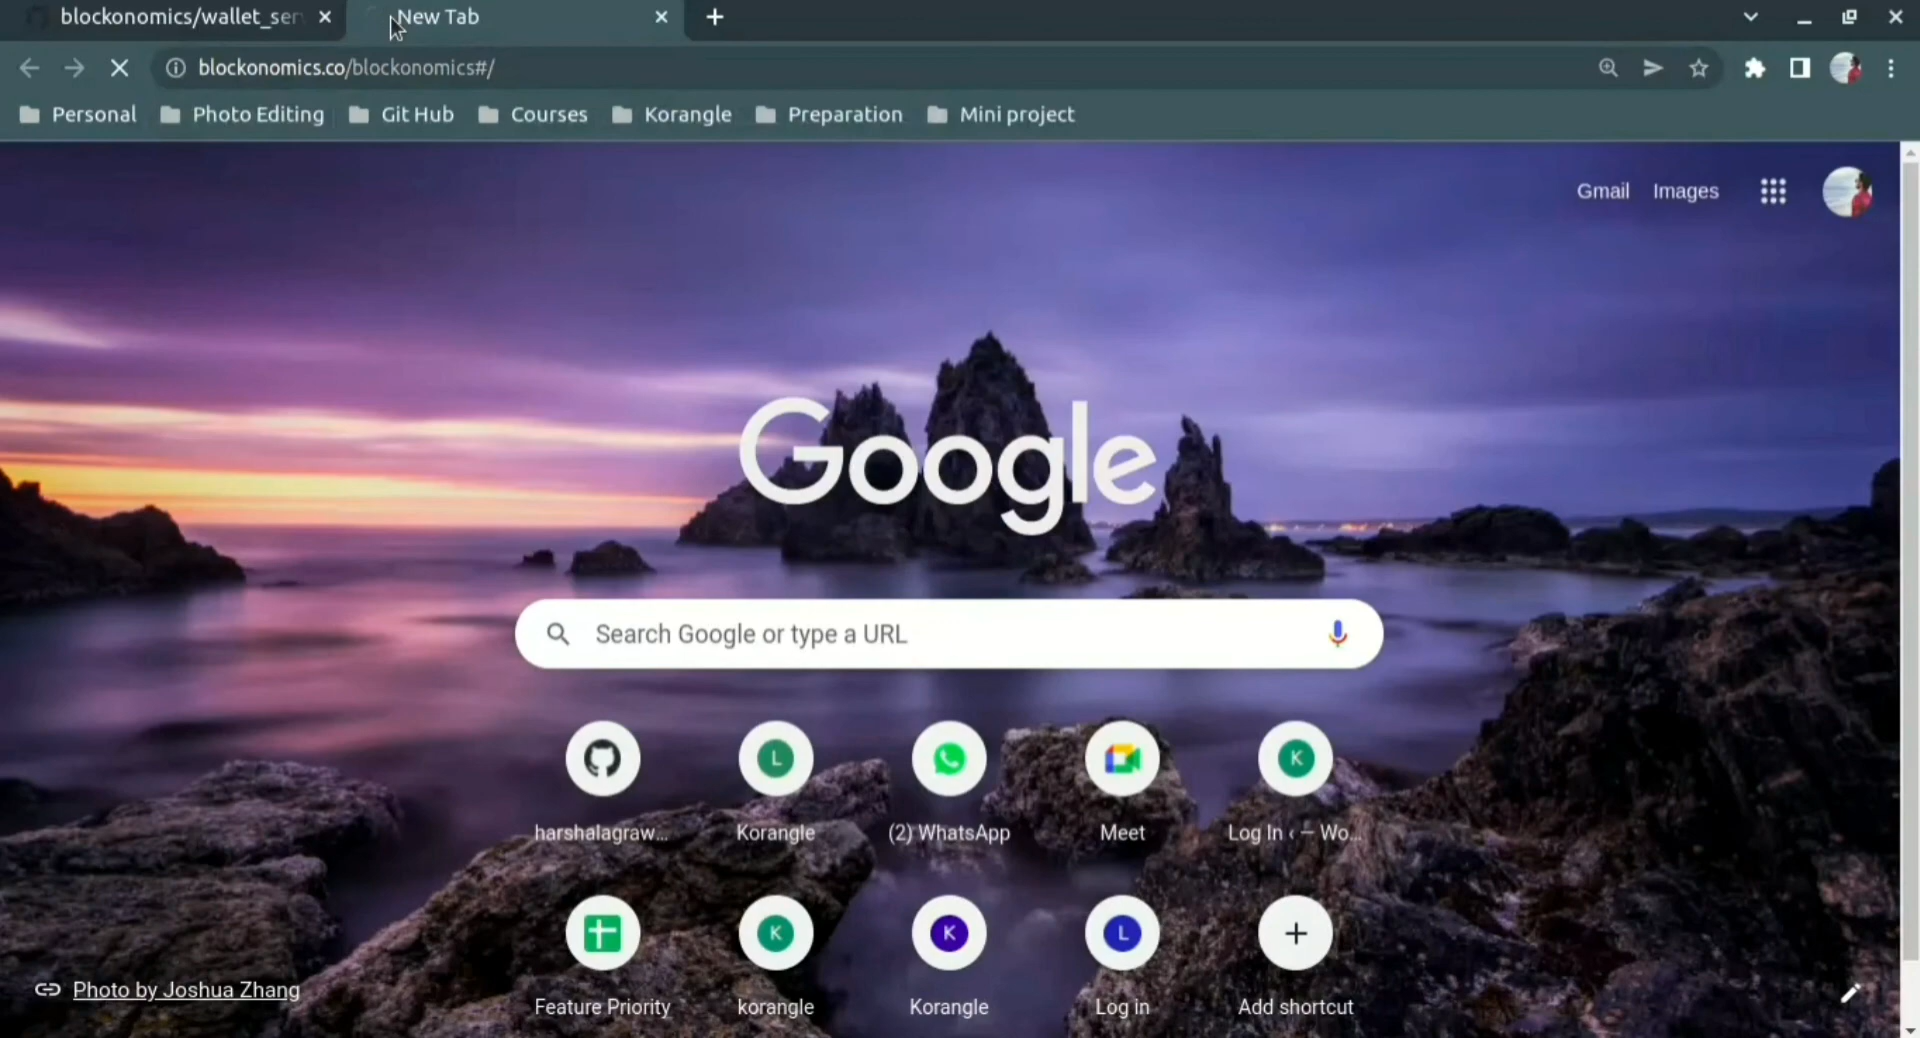 blockonomics/wallet_ser
New Tab
blockonomics.co/blockonomics#/
Personal
Photo Editing
Git Hub
Courses
Korangle
Preparation
Mini project
Gmail
Images
Google
Search Google or type a URL
L
K
harshalagraw...
Korangle
(2) WhatsApp
Meet
Log In ‹ — Wo...
K
K
L
Feature Priority
korangle
Korangle
Log in
Add shortcut
Photo by Joshua Zhang